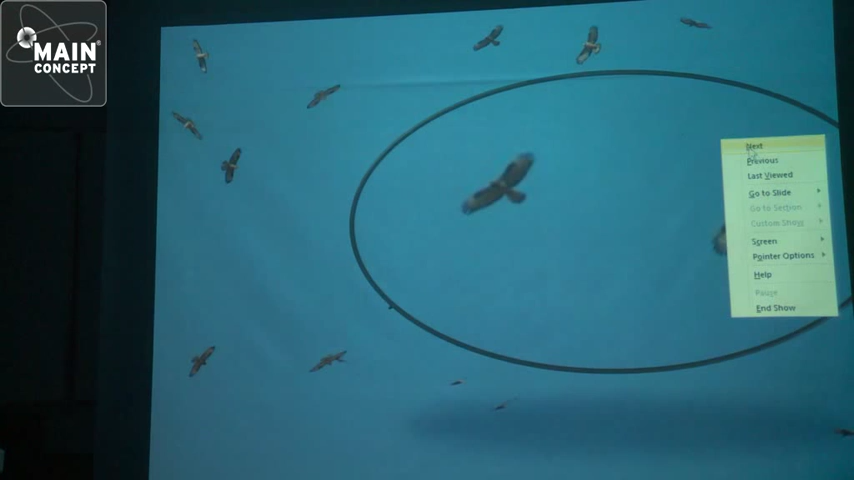 MAIN
CONCEPT
Next
Previous
Last Viewed
Go to Slide
Go to Section
Custom Show
Screen
Pointer Options
Help
Pause
End Show